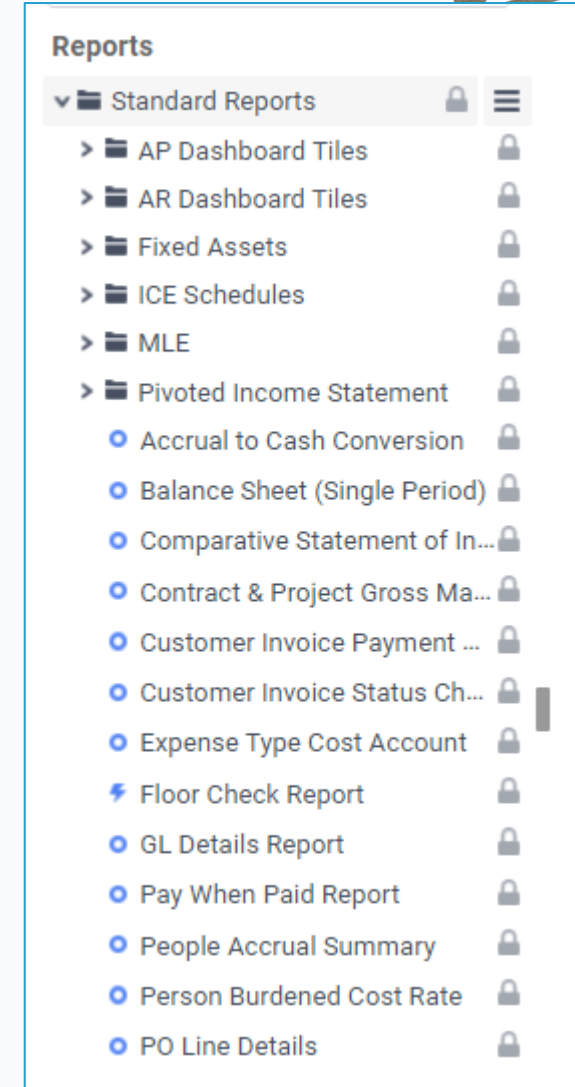 Reports
Standard Reports
AP Dashboard Tiles
AR Dashboard Tiles
Fixed Assets
ICE Schedules
MLE
Pivoted Income Statement
Accrual to Cash Conversion
Balance Sheet (Single Period)
Comparative Statement of In...
Contract & Project Gross Ma...
Customer Invoice Payment ...
Customer Invoice Status Ch...
Expense Type Cost Account
Floor Check Report
GL Details Report
Pay When Paid Report
People Accrual Summary
Person Burdened Cost Rate
PO Line Details